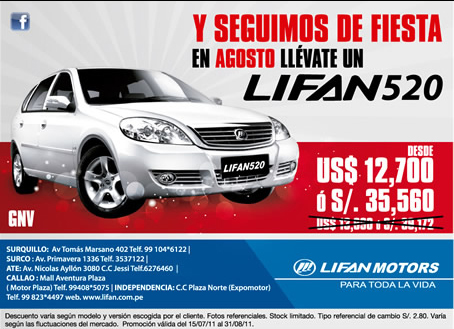 f
Y SEGUIMOS DE FIESTA
EN AGOSTO LLÉVATE UN
LIFAN520
LIFAN520
DESDE
US$ 12,700
ó S/. 35,560
GNV
SURQUILLO: Av Tomás Marsano 402 Telf. 99 104*6122 |
SURCO : Av. Primavera 1336 Telf. 3537122 |
ATE: Av. Nicolas Ayllón 3080 C.C Jessi Telf.6276460 |
CALLAO : Mall Aventura Plaza
( Motor Plaza) Telf. 99408*5075 | INDEPENDENCIA: C.C Plaza Norte (Expomotor)
Telf. 99 823*4497 web. www.lifan.com.pe
LIFAN MOTORS
PARA TODA LA VIDA
Descuento varía según modelo y versión escogida por el cliente. Fotos referenciales. Stock limitado. Tipo referencial de cambio S/. 2.80. Varía
según las fluctuaciones del mercado. Promoción válida del 15/07/11 al 31/08/11.